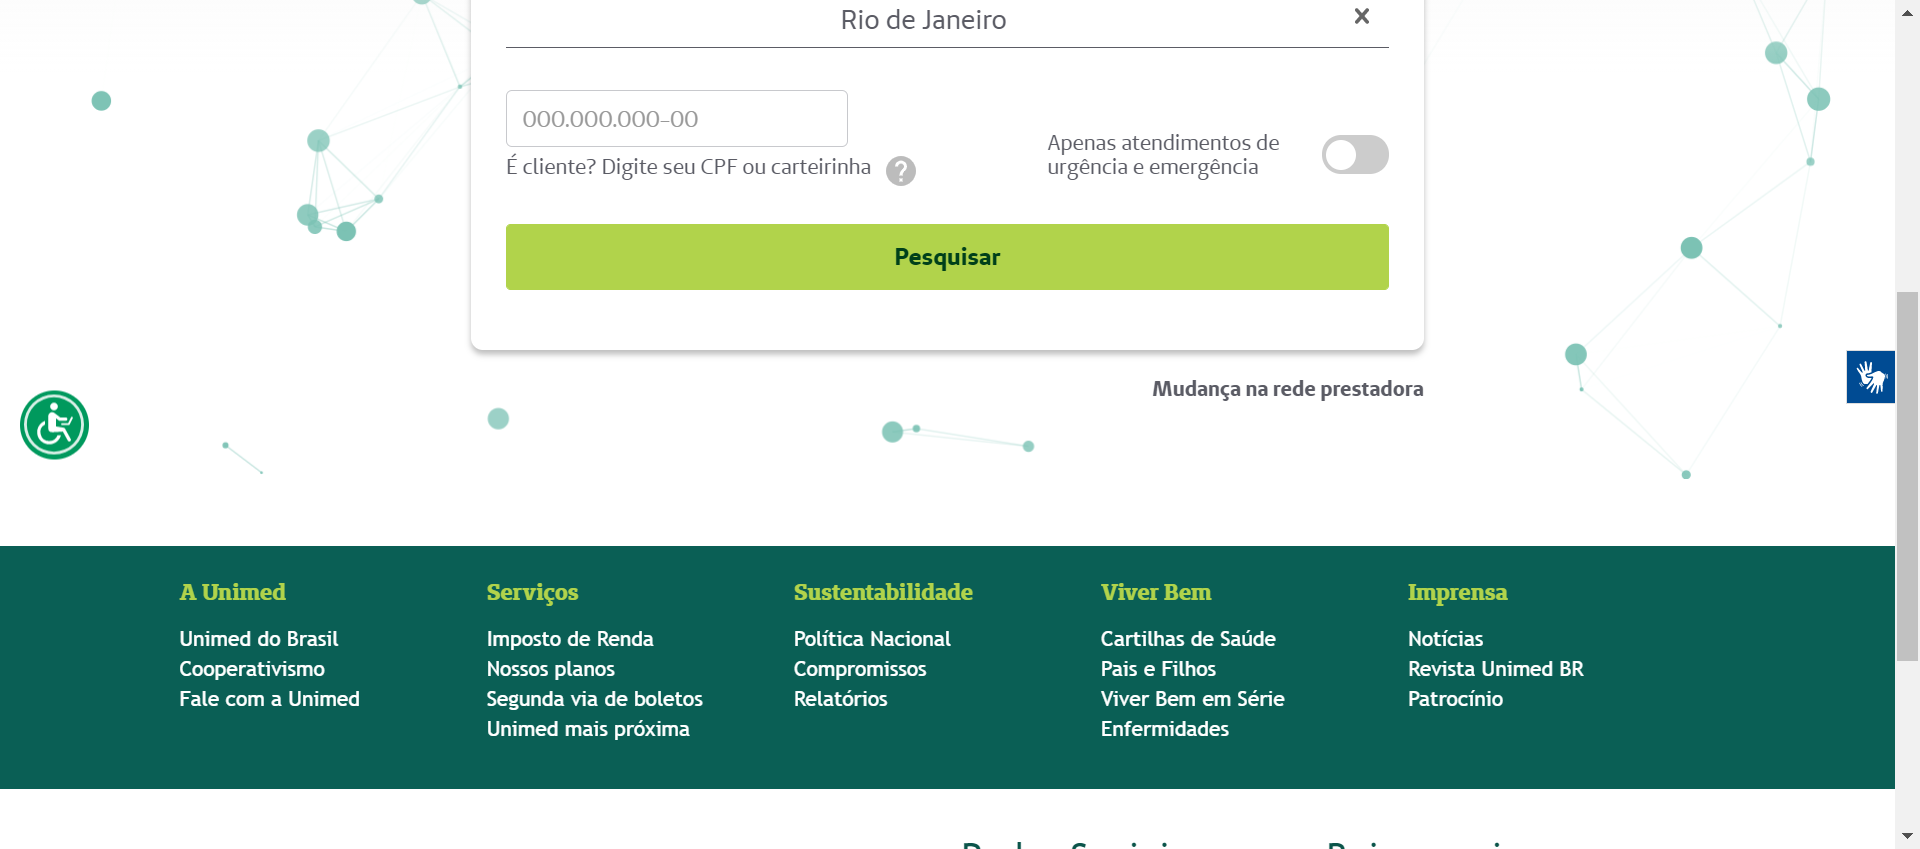 Rio de Janeiro
000.000.000-00
É cliente? Digite seu CPF ou carteirinha
Apenas atendimentos de
urgência e emergência
Pesquisar
Mudança na rede prestadora
A Unimed
Unimed do Brasil
Cooperativismo
Fale com a Unimed
Serviços
Imposto de Renda
Nossos planos
Segunda via de boletos
Unimed mais próxima
Sustentabilidade
Política Nacional
Compromissos
Relatórios
Viver Bem
Cartilhas de Saúde
Pais e Filhos
Viver Bem em Série
Enfermidades
Imprensa
Notícias
Revista Unimed BR
Patrocínio